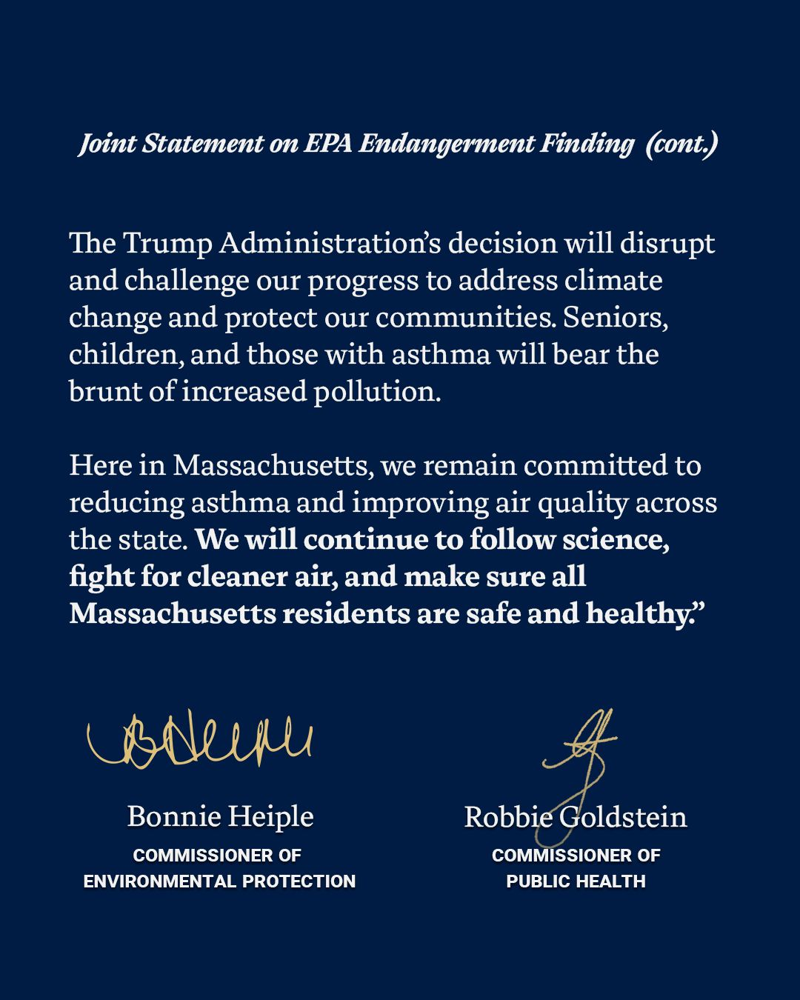 Joint Statement on EPA Endangerment Finding (cont.)
The Trump Administration’s decision will disrupt
and challenge our progress to address climate
change and protect our communities. Seniors,
children, and those with asthma will bear the
brunt of increased pollution.
Here in Massachusetts, we remain committed to
reducing asthma and improving air quality across
the state. We will continue to follow science,
fight for cleaner air, and make sure all
Massachusetts residents are safe and healthy.”
Bonnie Heiple
COMMISSIONER OF
ENVIRONMENTAL PROTECTION
Robbie Goldstein
COMMISSIONER OF
PUBLIC HEALTH